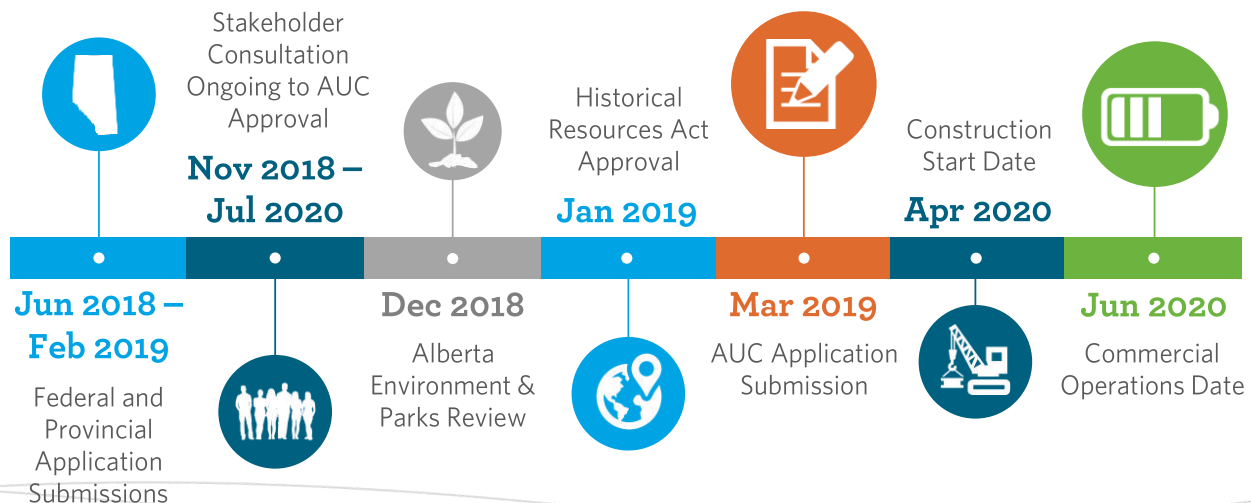 Jun 2018 –
Feb 2019
Federal and
Provincial
Application
Submissions
Stakeholder
Consultation
Ongoing to AUC
Approval
Nov 2018 –
Jul 2020
Dec 2018
Alberta
Environment &
Parks Review
Historical
Resources Act
Approval
Jan 2019
Mar 2019
AUC Application
Submission
Construction
Start Date
Apr 2020
Jun 2020
Commercial
Operations Date